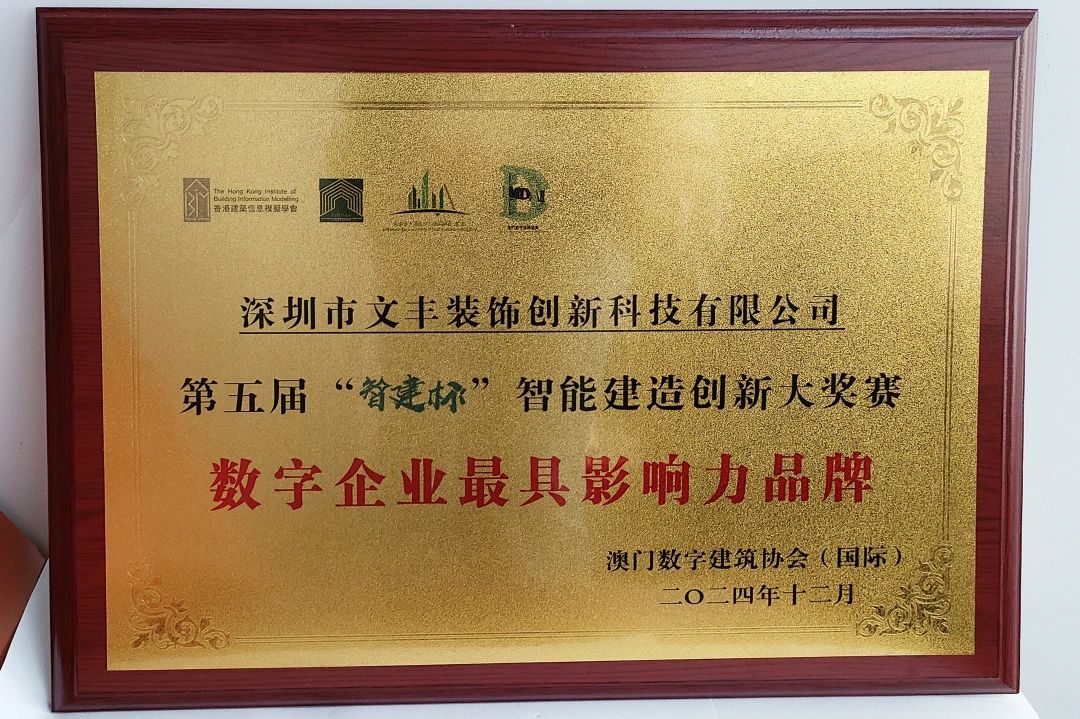 The Hong Kong Institute of
Building Information Modelling
香港建築信息模擬學會
深圳市文丰装饰创新科技有限公司
第五届“智建杯”智能建造创新大奖赛
数字企业最具影响力品牌
澳门数字建筑协会（国际）
二〇二四年十二月